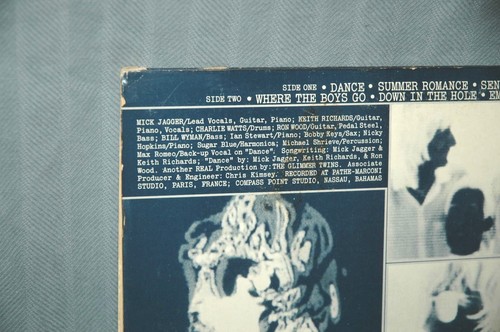 SIDE ONE • DANCE • SUMMER ROMANCE • SEN
SIDE TWO • WHERE THE BOYS GO • DOWN IN THE HOLE • EM
MICK JAGGER/Lead Vocals, Guitar, Piano; KEITH RICHARDS/Guitar,
Piano, Vocals; CHARLIE WATTS/Drums; RON WOOD/Guitar, Pedal Steel,
Bass; BILL WYMAN/Bass; Ian Stewart/Piano; Bobby Keys/Sax; Nicky
Hopkins/Piano; Sugar Blue/Harmonica; Michael Shrieve/Percussion;
Max Romeo/Back-up Vocal on "Dance". Songwriting: Mick Jagger &
Keith Richards; "Dance" by: Mick Jagger, Keith Richards, & Ron
Wood. Another REAL Production by: THE GLIMMER TWINS. Associate
Producer & Engineer: Chris Kimsey. RECORDED AT PATHE-MARCONI
STUDIO, PARIS, FRANCE; COMPASS POINT STUDIO, NASSAU, BAHAMAS